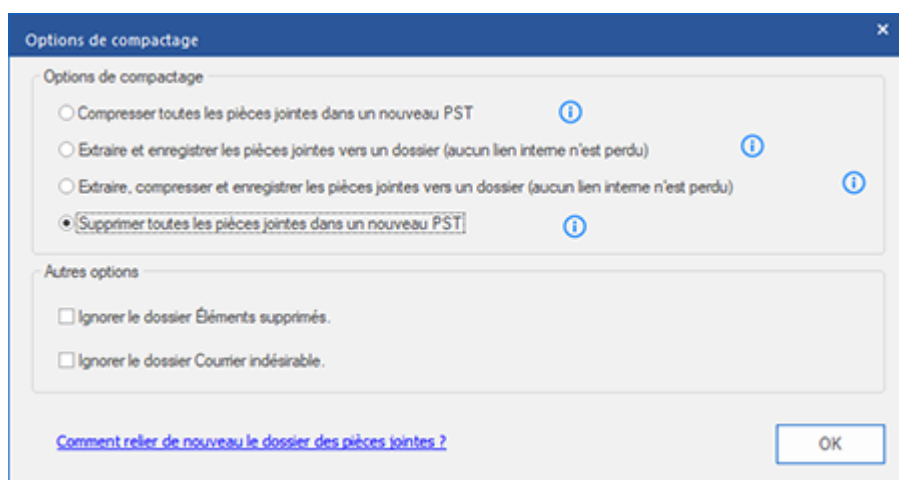 Options de compactage
Options de compactage
Compresser toutes les pièces jointes dans un nouveau PST
Extraire et enregistrer les pièces jointes vers un dossier (aucun lien interne n'est perdu)
Extraire, compresser et enregistrer les pièces jointes vers un dossier (aucun lien interne n'est perdu)
Supprimer toutes les pièces jointes dans un nouveau PST
Autres options
Ignorer le dossier Éléments supprimés.
Ignorer le dossier Courrier indésirable.
Comment relier de nouveau le dossier des pièces jointes ?
OK